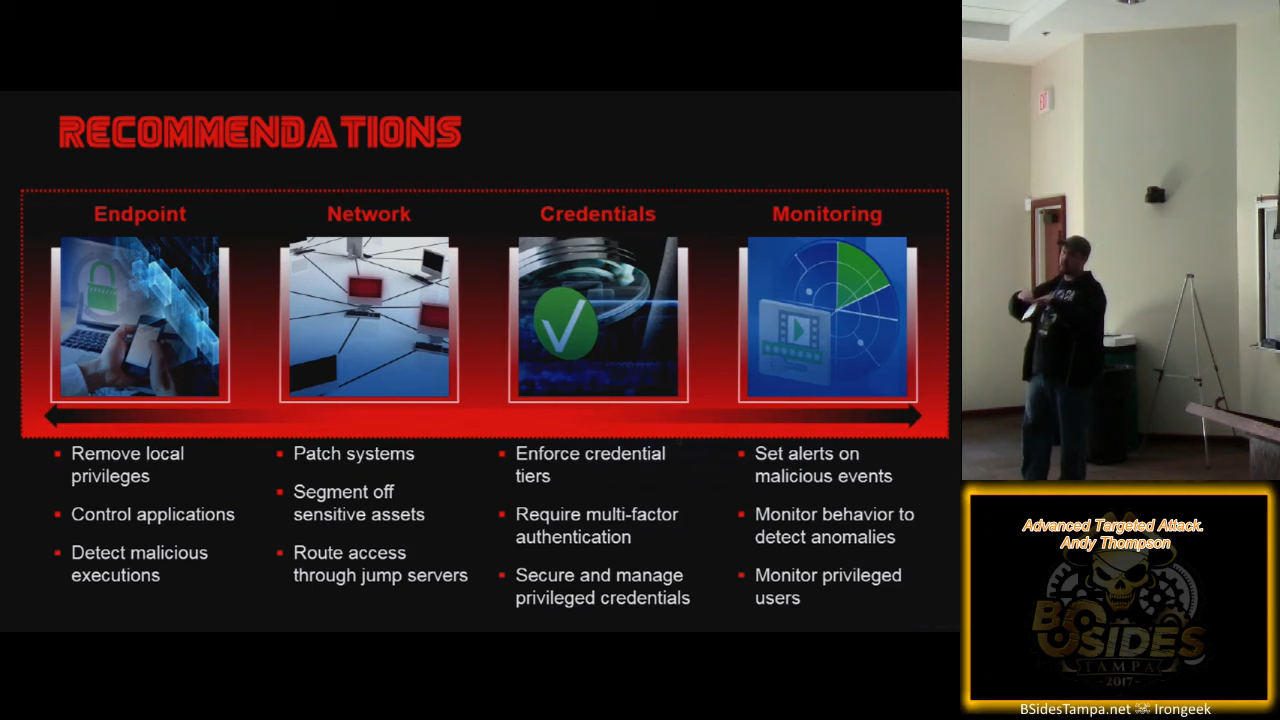 RECOMMENDATIONS
Endpoint
Network
Credentials
Monitoring
Remove local
privileges
Control applications
Detect malicious
executions
Patch systems
Segment off
sensitive assets
Route access
through jump servers
Enforce credential
tiers
Require multi-factor
authentication
Secure and manage
privileged credentials
Set alerts on
malicious events
Monitor behavior to
detect anomalies
Monitor privileged
users
EXIT
Advanced Targeted Attack.
Andy Thompson
BSIDES
TAMPA
2017
BSidesTampa.net Irongeek